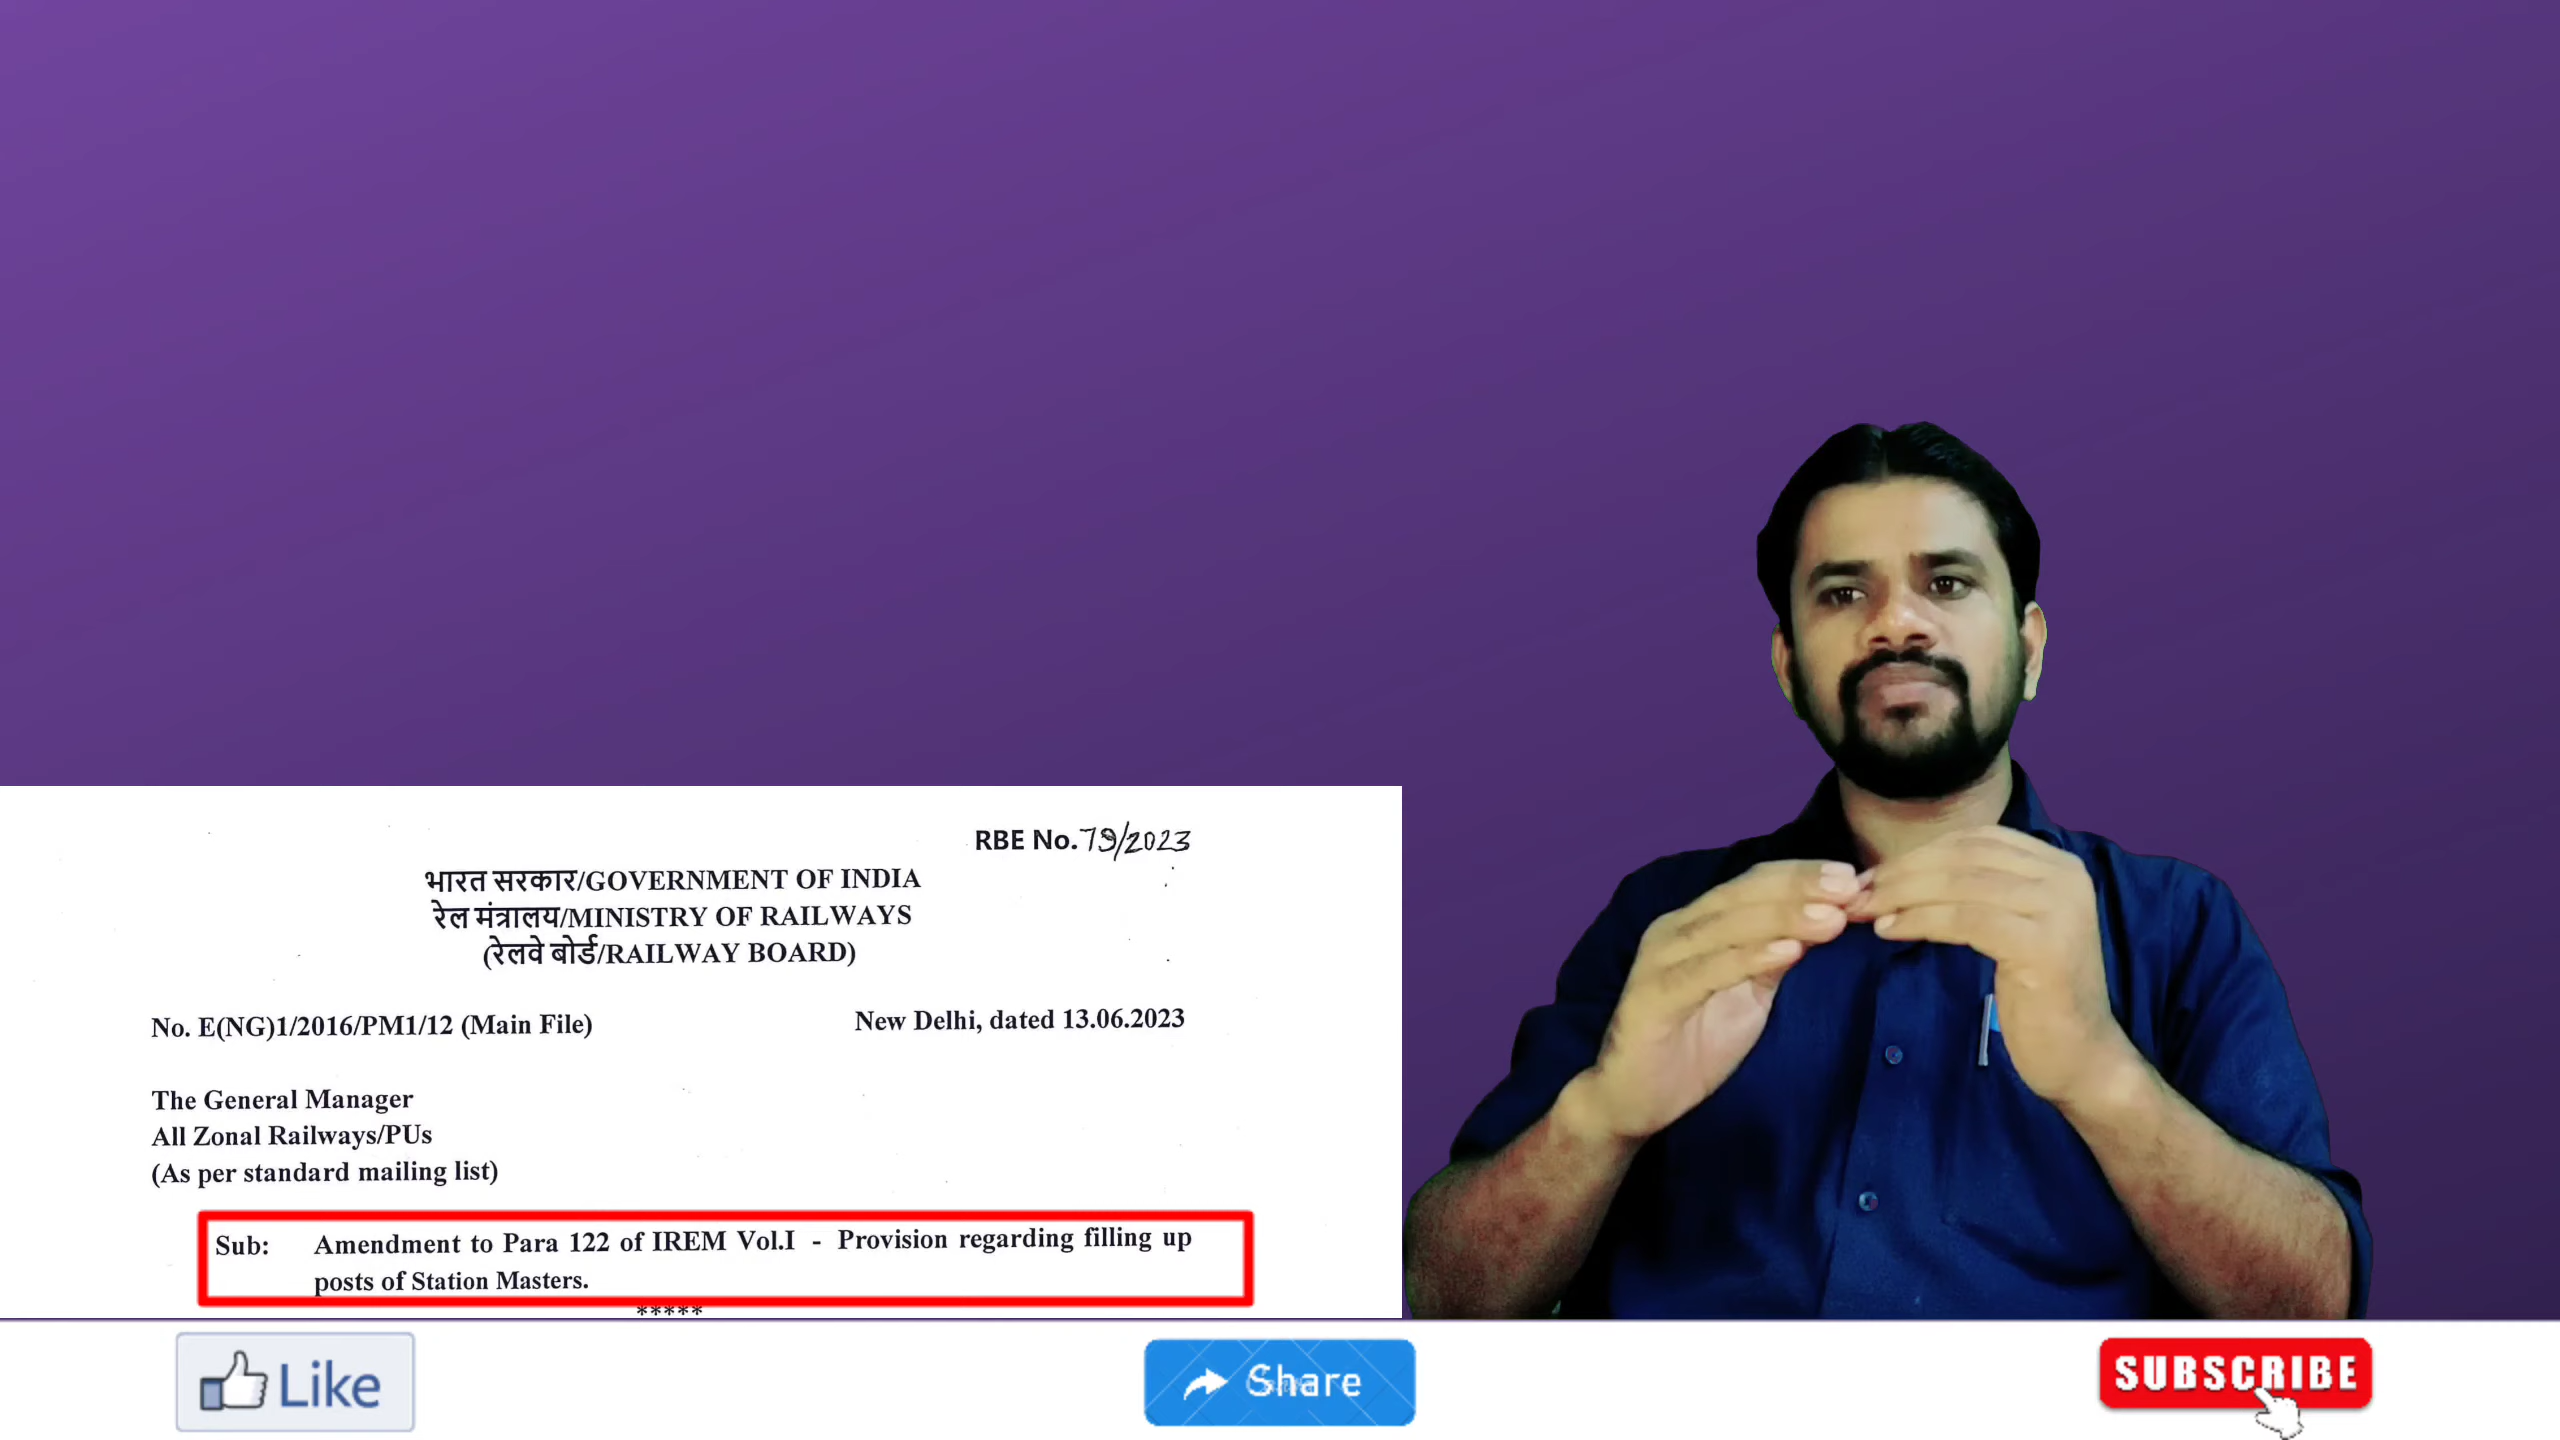 RBE No. 79/2023
भारत सरकार/GOVERNMENT OF INDIA
रेल मंत्रालय/MINISTRY OF RAILWAYS
(रेलवे बोर्ड/RAILWAY BOARD)
No. E(NG)1/2016/PM1/12 (Main File) New Delhi, dated 13.06.2023
The General Manager
All Zonal Railways/PUs
(As per standard mailing list)
Sub: Amendment to Para 122 of IREM Vol.I - Provision regarding filling up
posts of Station Masters.
*****
Like Share SUBSCRIBE